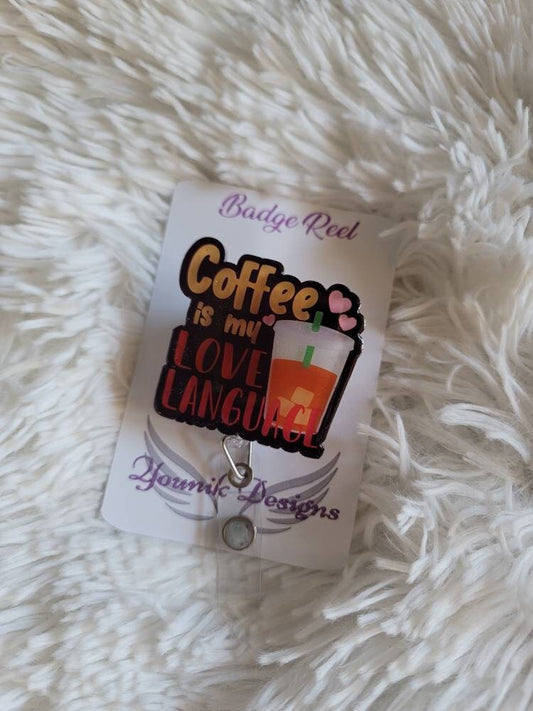 Badge Reel
Coffee
is my
LOVE
LANGUAGE
Younik Designs